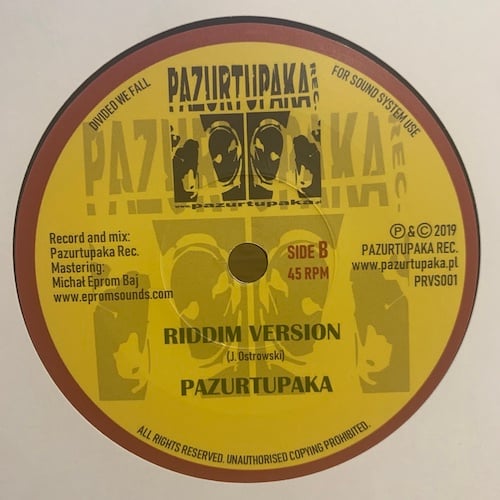 DIVIDED WE FALL
PAZURTUPAKA REC.
FOR SOUND SYSTEM USE
PAZURTUPAKA REC.
www.pazurtupaka.pl
Record and mix:
Pazurtupaka Rec.
Mastering:
Michał Eprom Baj
www.epromsounds.com
SIDE B
45 RPM
Ⓟ & © 2019
PAZURTUPAKA REC.
www.pazurtupaka.pl
PRVS001
RIDDIM VERSION
(J. Ostrowski)
PAZURTUPAKA
ALL RIGHTS RESERVED. UNAUTHORISED COPYING PROHIBITED.